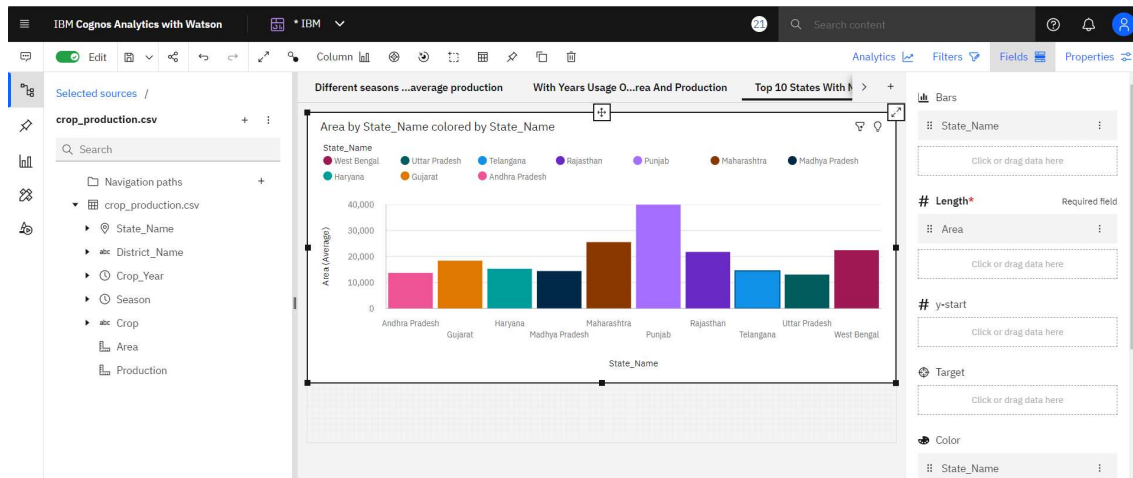 IBM Cognos Analytics with Watson
* IBM
21
Search content
Edit
Column
Analytics
Filters
Fields
Properties
Selected sources /
crop_production.csv
Search
Navigation paths
crop_production.csv
State_Name
abc District_Name
Crop_Year
Season
abc Crop
Area
Production
Different seasons ...average production
With Years Usage O...rea And Production
Top 10 States With
Area by State_Name colored by State_Name
State_Name
West Bengal Uttar Pradesh Telangana Rajasthan Punjab Maharashtra Madhya Pradesh
Haryana Gujarat Andhra Pradesh
Area (Average)
40,000
30,000
20,000
10,000
0
Andhra Pradesh Haryana Maharashtra Rajasthan Uttar Pradesh
Gujarat Madhya Pradesh Punjab Telangana West Bengal
State_Name
Bars
State_Name
Click or drag data here
# Length* Required field
Area
Click or drag data here
# y-start
Click or drag data here
Target
Click or drag data here
Color
State_Name